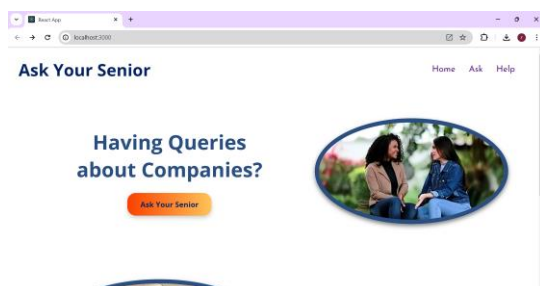 React App
localhost:3000
Ask Your Senior
Home Ask Help
Having Queries
about Companies?
Ask Your Senior